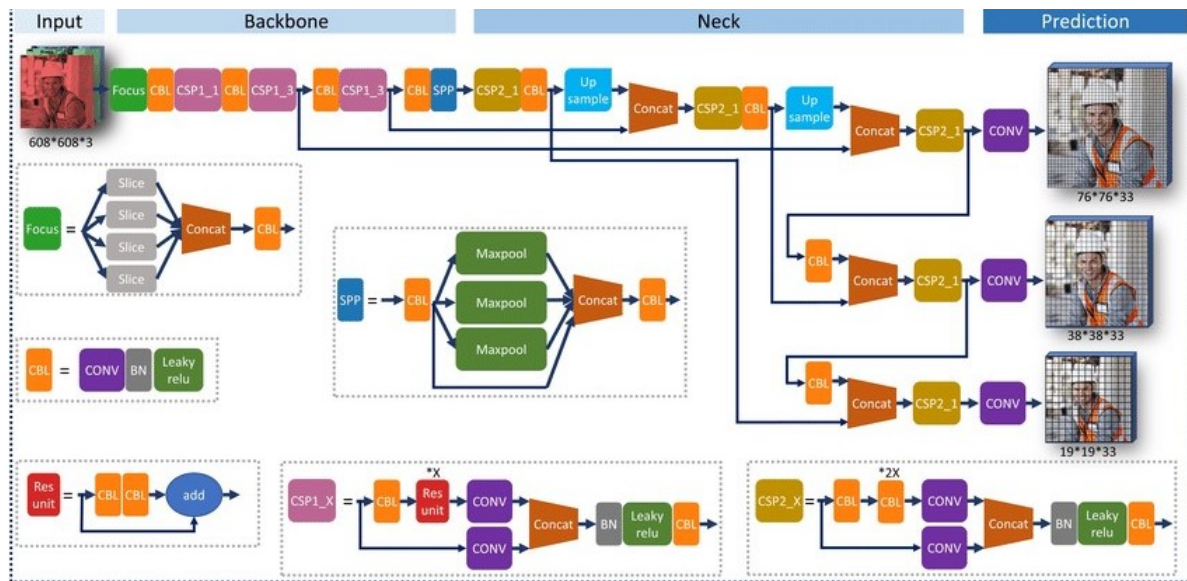 Input Backbone Neck Prediction
Focus CBL CSP1_1 CBL CSP1_3 CBL CSP1_3 CBL SPP CSP2_1 CBL Up sample Concat CSP2_1 CBL Up sample Concat CSP2_1 CONV
608*608*3
76*76*33
Focus = Slice Slice Slice Slice Concat CBL
SPP = CBL Maxpool Maxpool Maxpool Concat CBL
CBL Concat CSP2_1 CONV
38*38*33
CBL = CONV BN Leaky relu
CBL Concat CSP2_1 CONV
19*19*33
Res unit = CBL CBL add
*X
CSP1_X = CBL Res unit CONV CONV Concat BN Leaky relu CBL
*2X
CSP2_X = CBL CBL CONV CONV Concat BN Leaky relu CBL